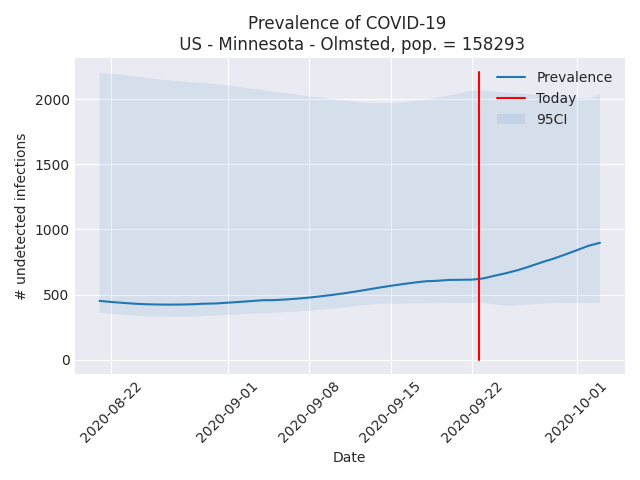 Prevalence of COVID-19
US - Minnesota - Olmsted, pop. = 158293
Prevalence
Today
95CI
# undetected infections
2000
1500
1000
500
0
2020-08-22
2020-09-01
2020-09-08
2020-09-15
2020-09-22
2020-10-01
Date